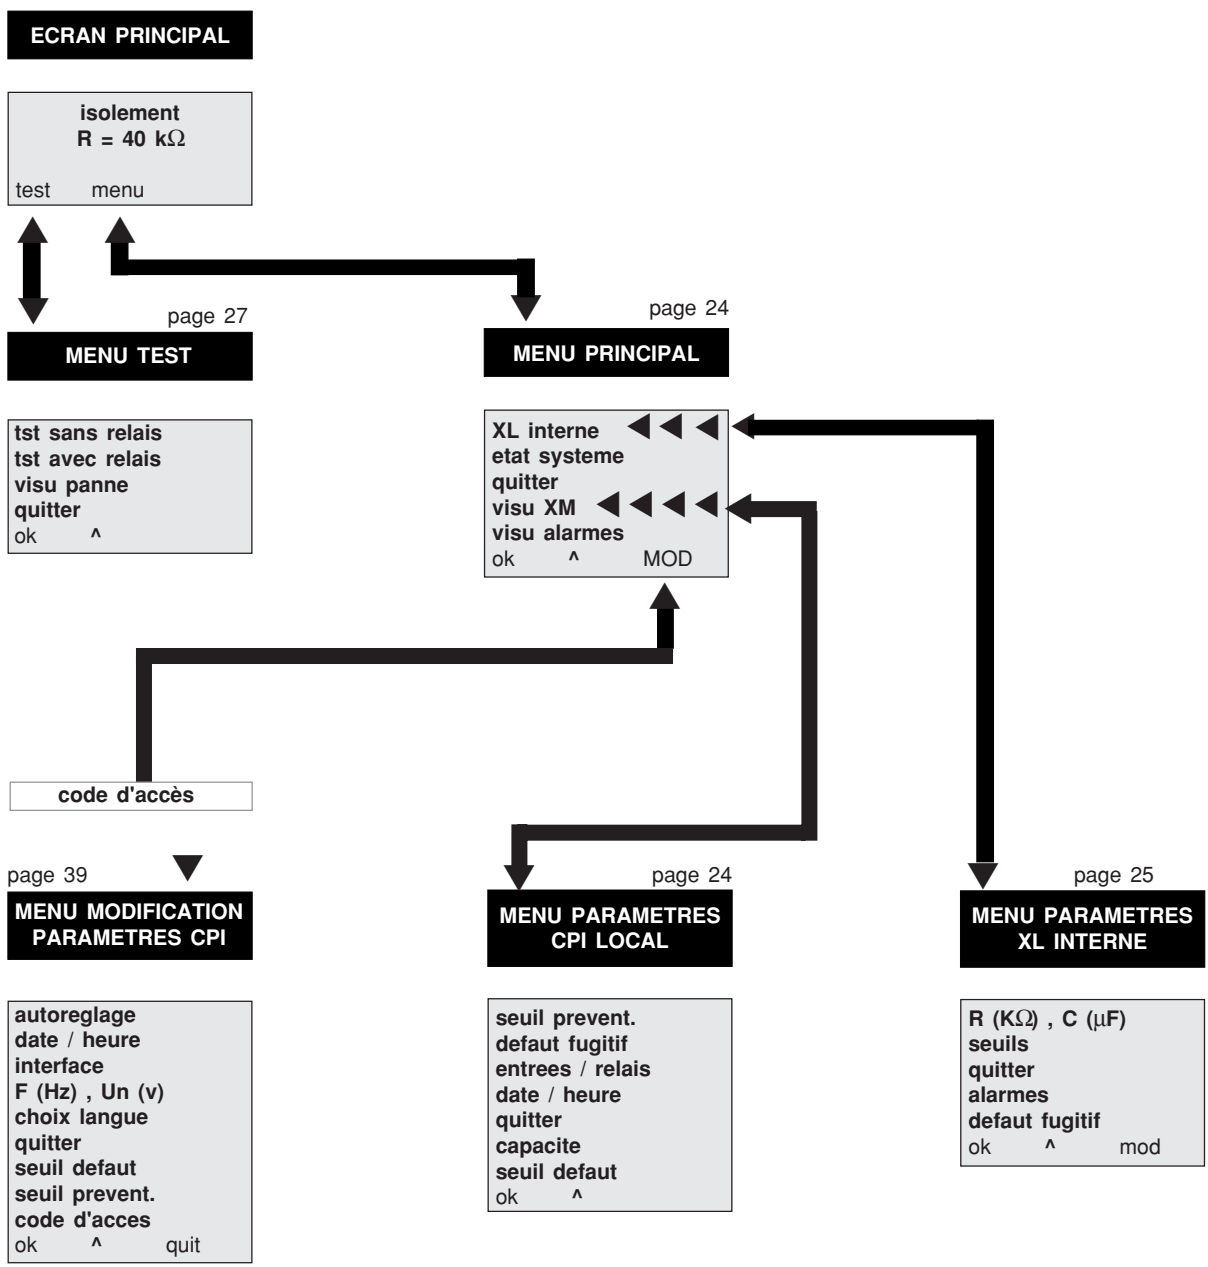 ECRAN PRINCIPAL
isolement
R = 40 kΩ
test menu
page 27
MENU TEST
tst sans relais
tst avec relais
visu panne
quitter
ok ^
page 24
MENU PRINCIPAL
XL interne
etat systeme
quitter
visu XM
visu alarmes
ok ^ MOD
code d'accès
page 39
MENU MODIFICATION
PARAMETRES CPI
autoreglage
date / heure
interface
F (Hz) , Un (v)
choix langue
quitter
seuil defaut
seuil prevent.
code d'acces
ok ^ quit
page 24
MENU PARAMETRES
CPI LOCAL
seuil prevent.
defaut fugitif
entrees / relais
date / heure
quitter
capacite
seuil defaut
ok ^
page 25
MENU PARAMETRES
XL INTERNE
R (KΩ) , C (µF)
seuils
quitter
alarmes
defaut fugitif
ok ^ mod